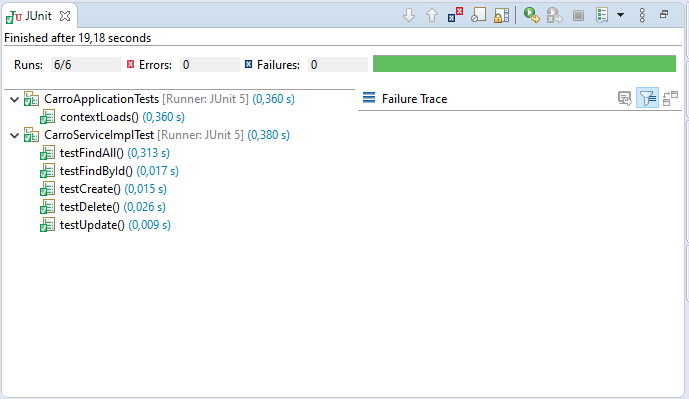 JUnit
Finished after 19,18 seconds
Runs: 6/6 Errors: 0 Failures: 0
CarroApplicationTests [Runner: JUnit 5] (0,360 s)
Failure Trace
contextLoads() (0,360 s)
CarroServiceImplTest [Runner: JUnit 5] (0,380 s)
testFindAll() (0,313 s)
testFindById() (0,017 s)
testCreate() (0,015 s)
testDelete() (0,026 s)
testUpdate() (0,009 s)